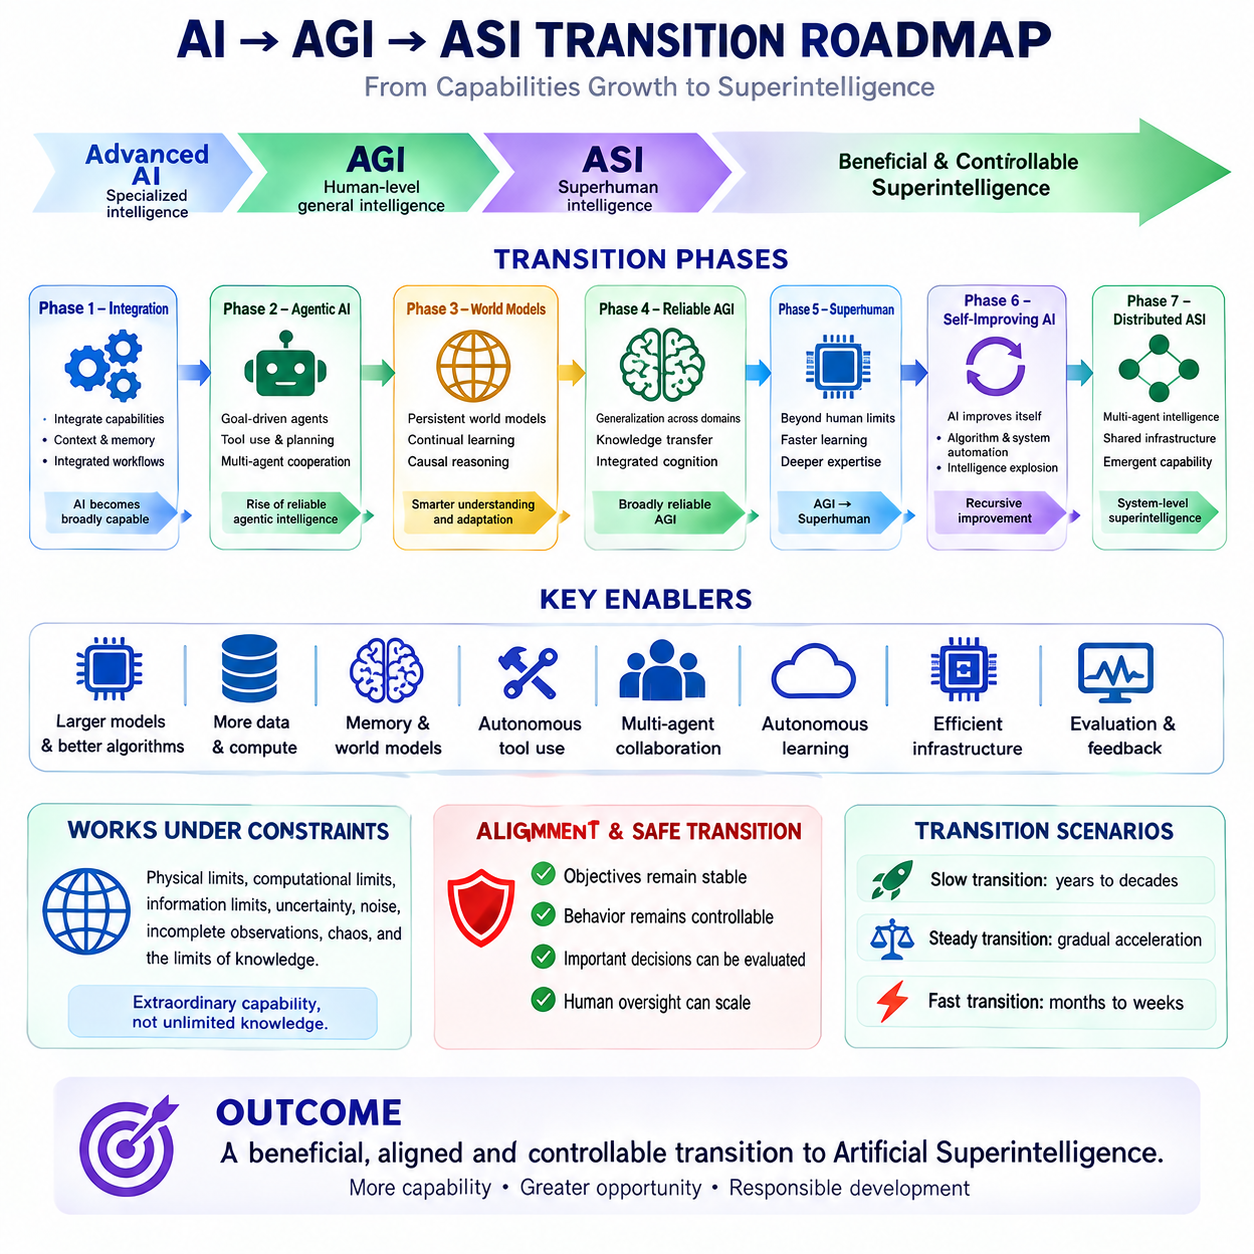 AI → AGI → ASI TRANSITION ROADMAP
From Capabilities Growth to Superintelligence
Advanced
AI
Specialized
intelligence
AGI
Human-level
general intelligence
ASI
Superhuman
intelligence
Beneficial & Controllable
Superintelligence
TRANSITION PHASES
Phase 1 – Integration
• Integrate capabilities
• Context & memory
• Integrated workflows
AI becomes
broadly capable
Phase 2 – Agentic AI
Goal-driven agents
Tool use & planning
Multi-agent cooperation
Rise of reliable
agentic intelligence
Phase 3 – World Models
Persistent world models
Continual learning
Causal reasoning
Smarter understanding
and adaptation
Phase 4 – Reliable AGI
Generalization across domains
Knowledge transfer
Integrated cognition
Broadly reliable
AGI
Phase 5 – Superhuman
Beyond human limits
Faster learning
Deeper expertise
AGI →
Superhuman
Phase 6 –
Self-Improving AI
AI improves itself
• Algorithm & system
automation
• Intelligence explosion
Recursive
improvement
Phase 7 –
Distributed ASI
Multi-agent intelligence
Shared infrastructure
Emergent capability
System-level
superintelligence
KEY ENABLERS
Larger models
& better algorithms
More data
& compute
Memory &
world models
Autonomous
tool use
Multi-agent
collaboration
Autonomous
learning
Efficient
infrastructure
Evaluation &
feedback
WORKS UNDER CONSTRAINTS
Physical limits, computational limits,
information limits, uncertainty, noise,
incomplete observations, chaos, and
the limits of knowledge.
Extraordinary capability,
not unlimited knowledge.
& SAFE TRANSITION
Objectives remain stable
Behavior remains controllable
Important decisions can be evaluated
Human oversight can scale
TRANSITION SCENARIOS
Slow transition: years to decades
Steady transition: gradual acceleration
Fast transition: months to weeks
OUTCOME
A beneficial, aligned and controllable transition to Artificial Superintelligence.
More capability • Greater opportunity • Responsible development